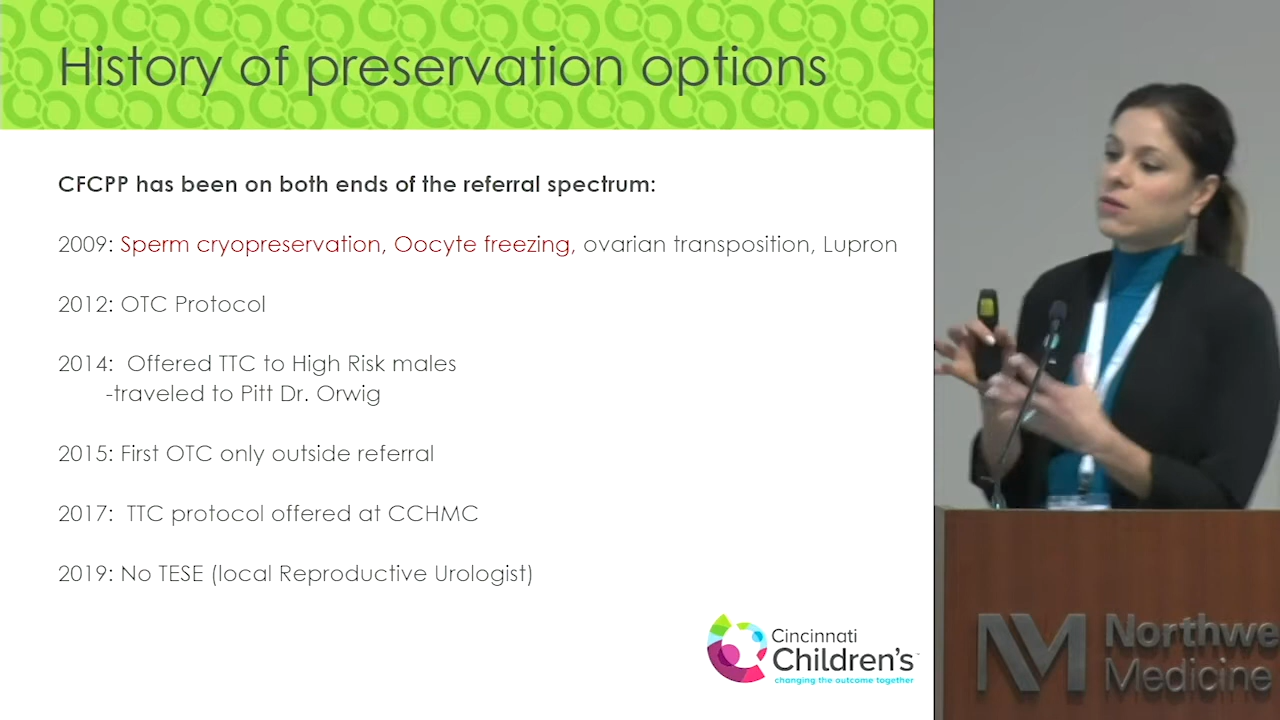 History of preservation options
CFCPP has been on both ends of the referral spectrum:
2009: Sperm cryopreservation, Oocyte freezing, ovarian transposition, Lupron
2012: OTC Protocol
2014:  Offered TTC to High Risk males
-traveled to Pitt Dr. Orwig
2015: First OTC only outside referral
2017:  TTC protocol offered at CCHMC
2019: No TESE (local Reproductive Urologist)
Cincinnati
Children's
changing the outcome together
Northwe
Medicine